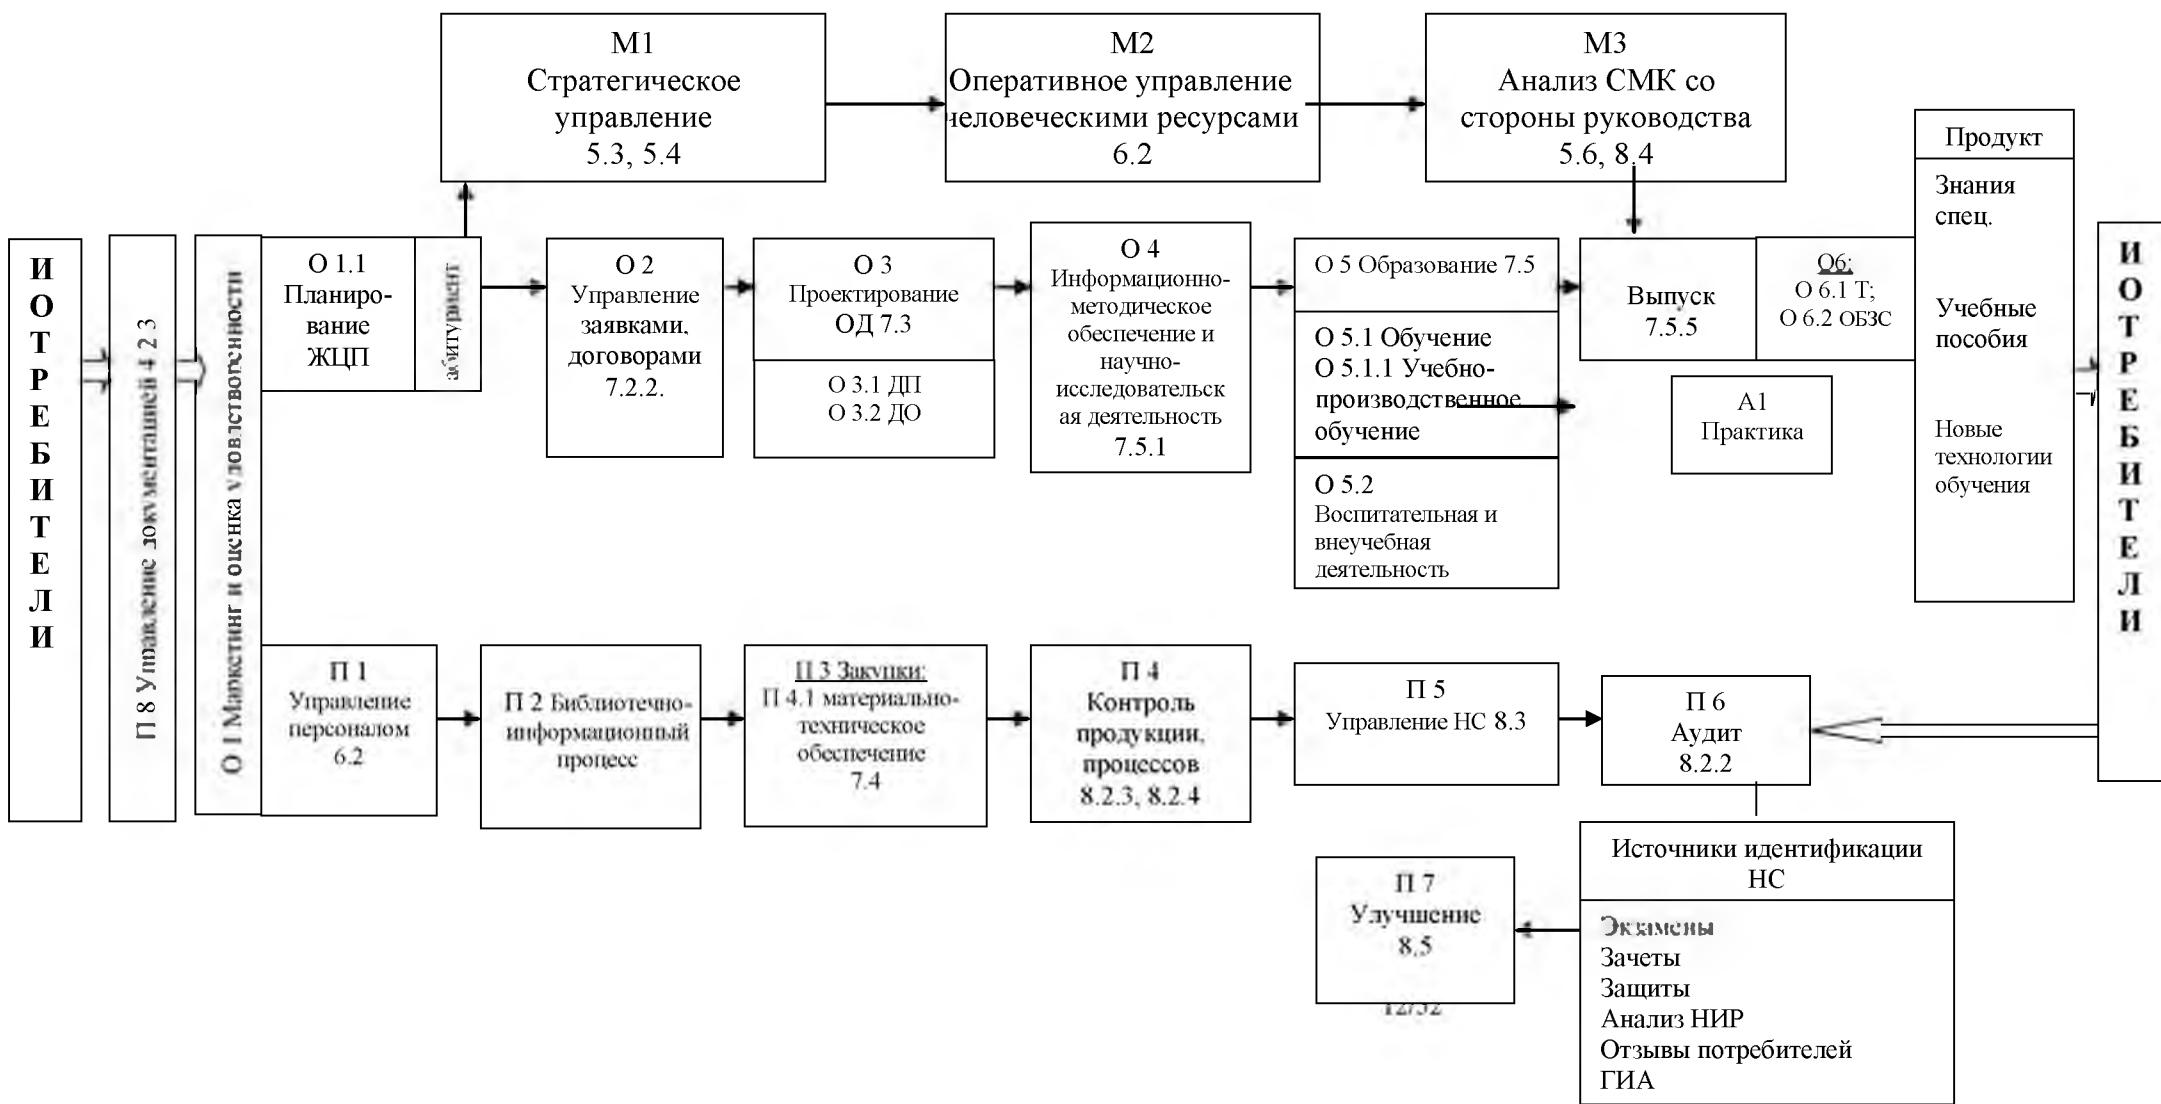 М1
Стратегическое
управление
5.3, 5.4
М2
Оперативное управление
человеческими ресурсами
6.2
М3
Анализ СМК со
стороны руководства
5.6, 8.4
ИОТРЕБИТЕЛИ
П 8 Управление документацией 4 2 3
О 1 Маркетинг и оценка удовлетворенности
О 1.1
Планиро-
вание
ЖЦП
абитуриент
О 2
Управление
заявками,
договорами
7.2.2.
О 3
Проектирование
ОД 7.3
О 3.1 ДП
О 3.2 ДО
О 4
Информационно-
методическое
обеспечение и
научно-
исследовательск
ая деятельность
7.5.1
О 5 Образование 7.5
О 5.1 Обучение
О 5.1.1 Учебно-
производственное
обучение
О 5.2
Воспитательная и
внеучебная
деятельность
Выпуск
7.5.5
О6:
О 6.1 Т;
О 6.2 ОБЗС
А1
Практика
Продукт
Знания
спец.
Учебные
пособия
Новые
технологии
обучения
ИОТРЕБИТЕЛИ
П 1
Управление
персоналом
6.2
П 2 Библиотечно-
информационный
процесс
П 3 Закупки:
П 4.1 материально-
техническое
обеспечение
7.4
П 4
Контроль
продукции,
процессов
8.2.3, 8.2.4
П 5
Управление НС 8.3
П 6
Аудит
8.2.2
П 7
Улучшение
8.5
12/32
Источники идентификации
НС
Экзамены
Зачеты
Защиты
Анализ НИР
Отзывы потребителей
ГИА